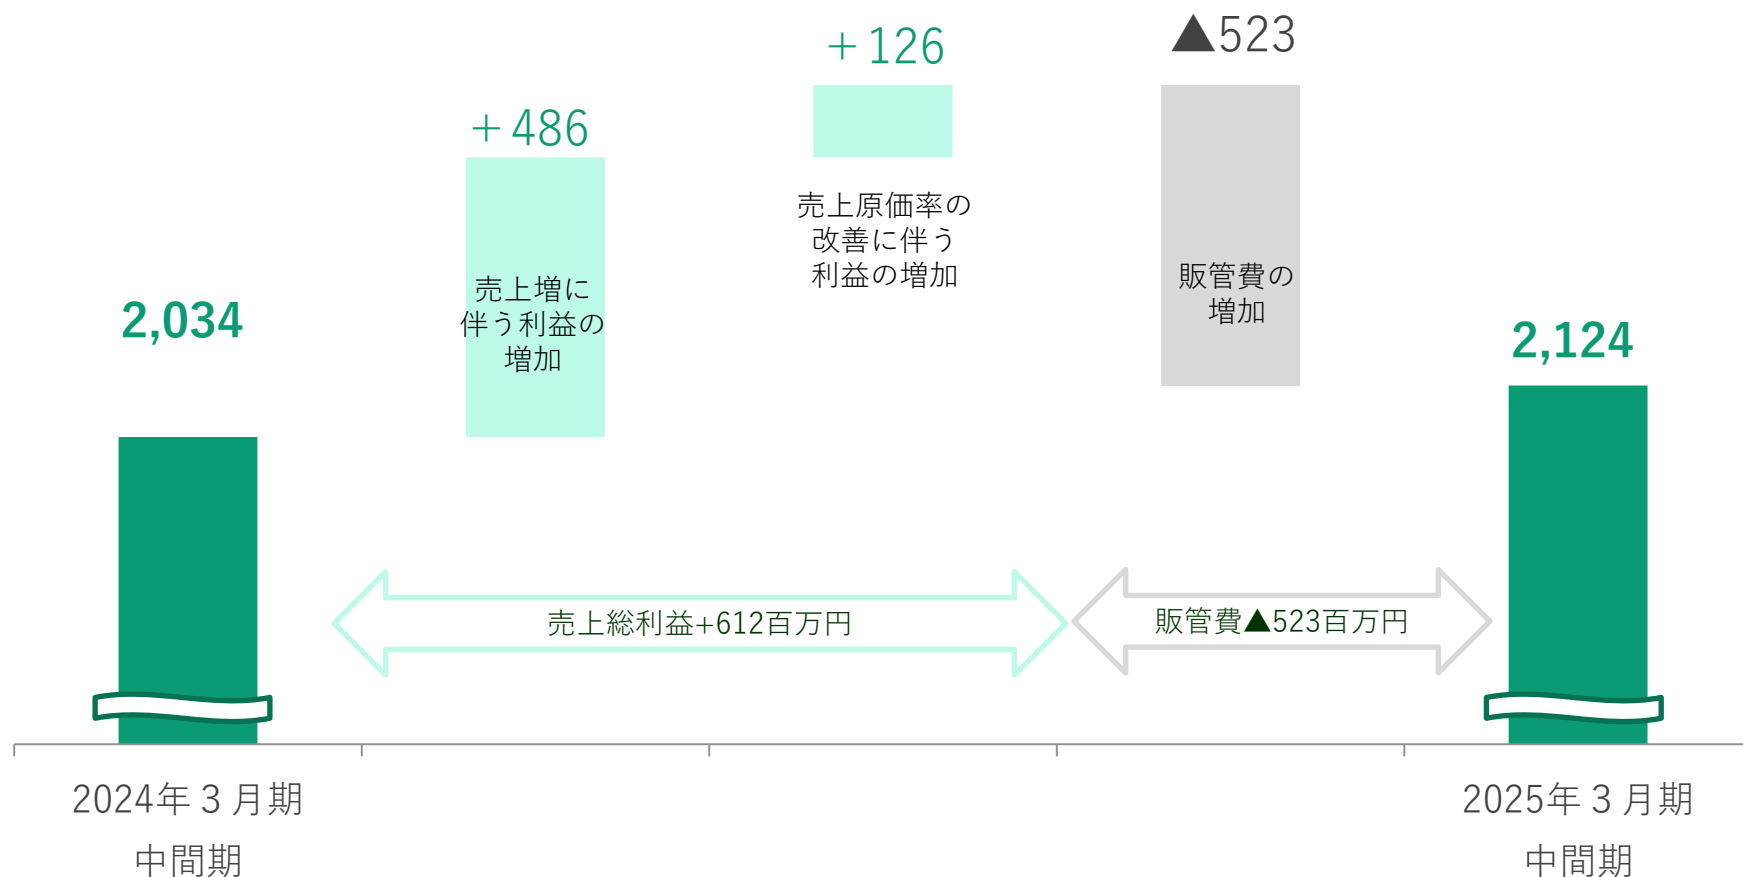 2,034
＋486
売上増に
伴う利益の
増加
＋126
売上原価率の
改善に伴う
利益の増加
▲523
販管費の
増加
2,124
売上総利益+612百万円
販管費▲523百万円
2024年３月期
中間期
2025年３月期
中間期